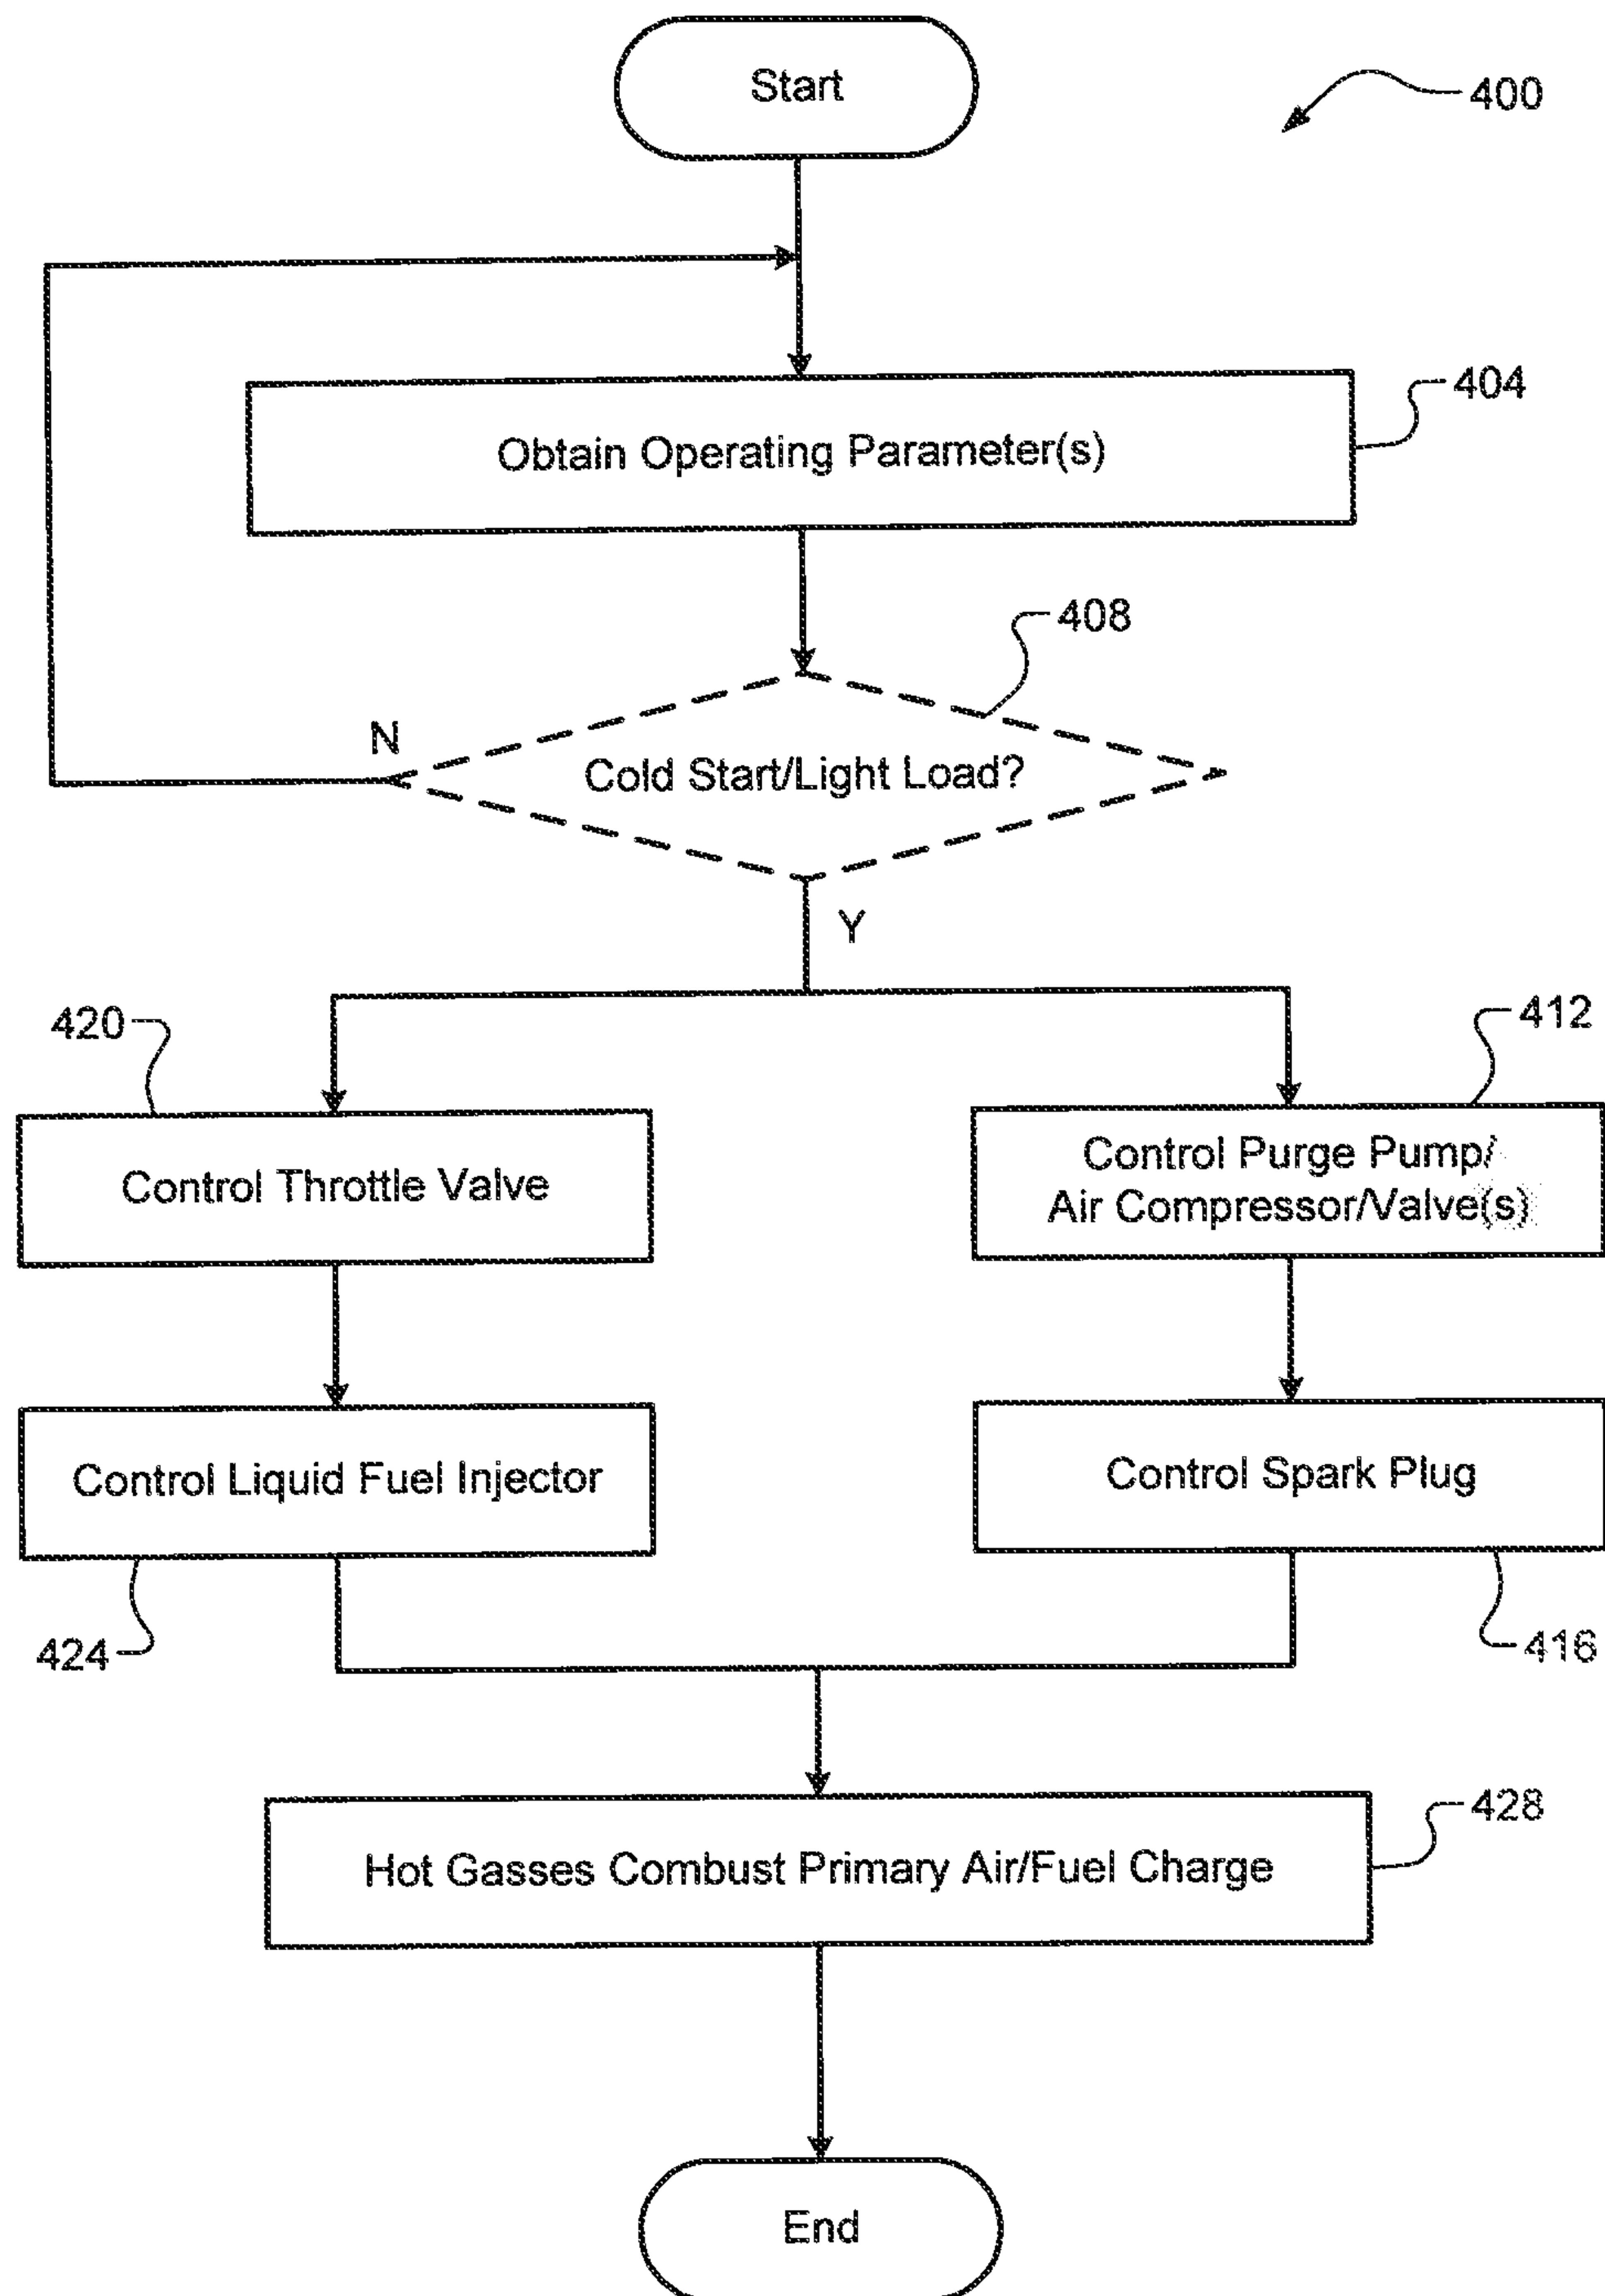 Start
400
Obtain Operating Parameter(s)
404
408
N
Cold Start/Light Load?
Y
420
412
Control Throttle Valve
Control Purge Pump/
Air Compressor/Valve(s)
Control Liquid Fuel Injector
Control Spark Plug
424
416
Hot Gasses Combust Primary Air/Fuel Charge
428
End